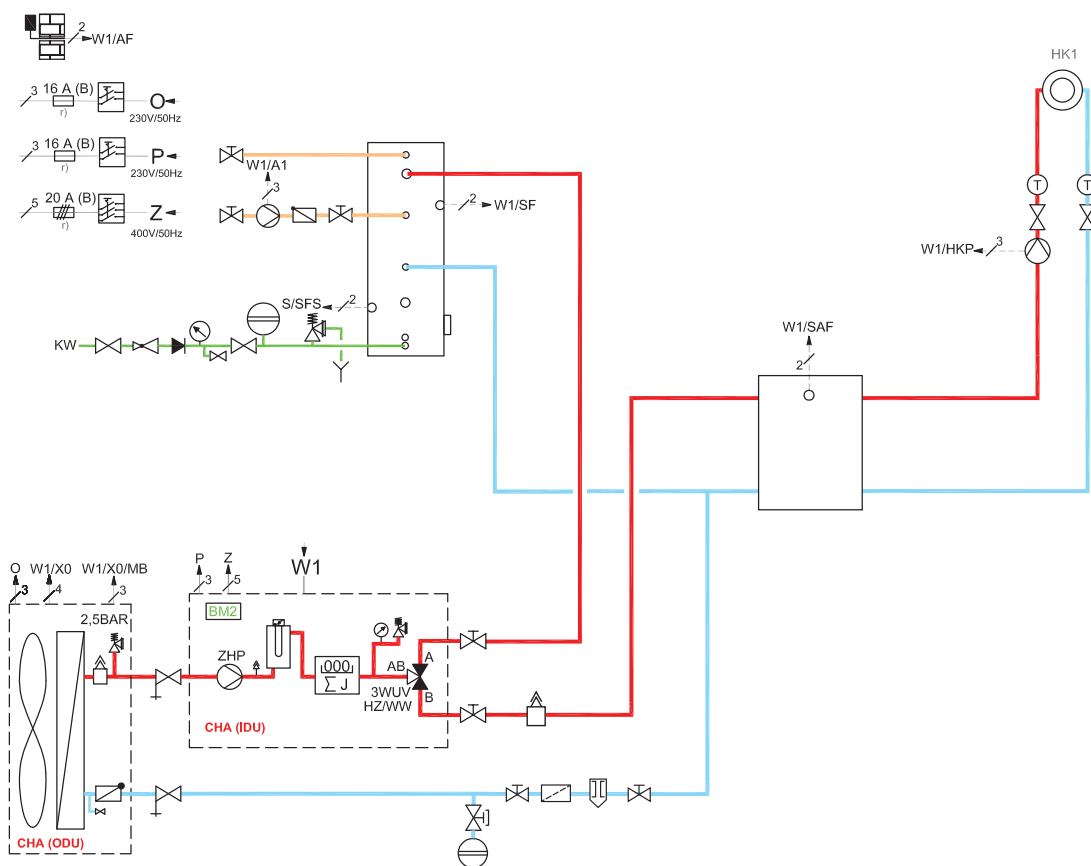 2
W1/AF
HK1
3
16 A (B)
r)
O
230V/50Hz
3
16 A (B)
r)
P
230V/50Hz
W1/A1
3
T
T
5
20 A (B)
r)
Z
400V/50Hz
2
W1/SF
W1/HKP
3
S/SFS
2
W1/SAF
2
KW
O
W1/X0
W1/X0/MB
3
4
3
P
3
Z
5
W1
2,5BAR
BM2
ZHP
000
Σ J
AB
A
3WUV
HZ/WW
B
CHA (IDU)
CHA (ODU)